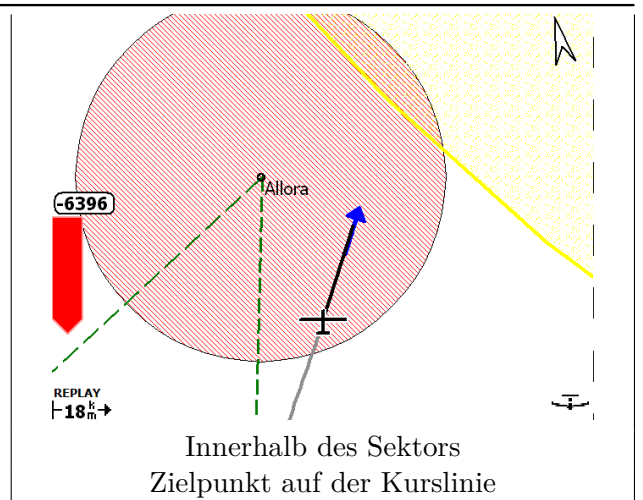 Allora
-6396
REPLAY
18km
Innerhalb des Sektors
Zielpunkt auf der Kurslinie